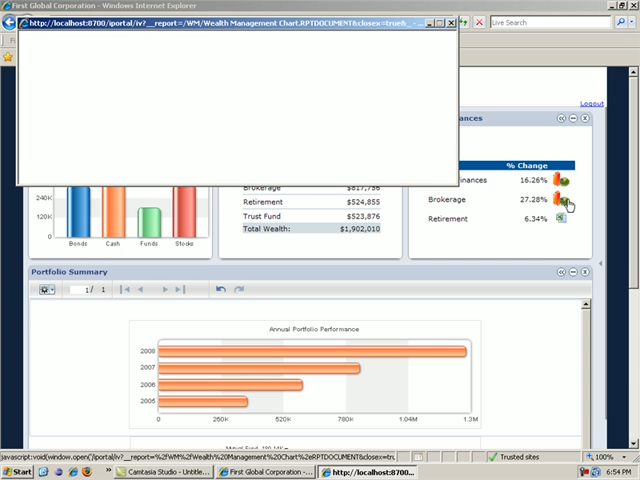 First Global Corporation - Windows Internet Explorer
http://localhost:8700/iportal/iv?__report=/WM/Wealth Management Chart.RPTDOCUMENT&closex=true&_ - ...
Live Search
Logout
ances
% Change
nances 16.26%
Brokerage 27.28%
Retirement 6.34%
240K
120K
0
Bonds Cash Funds Stocks
Brokerage $817,756
Retirement $524,855
Trust Fund $523,876
Total Wealth: $1,902,010
Portfolio Summary
1 / 1
Annual Portfolio Performance
2008
2007
2006
2005
0 260K 520K 780K 1.04M 1.3M
Mutual Fund 180.14K
javascript:void(window.open('/iportal/iv?__report=%2fWM%2fWealth%20Management%20Chart%2eRPTDOCUMENT&closex=tru
Trusted sites
100%
Start
Camtasia Studio - Untitle...
First Global Corporation -...
http://localhost:8700...
6:54 PM